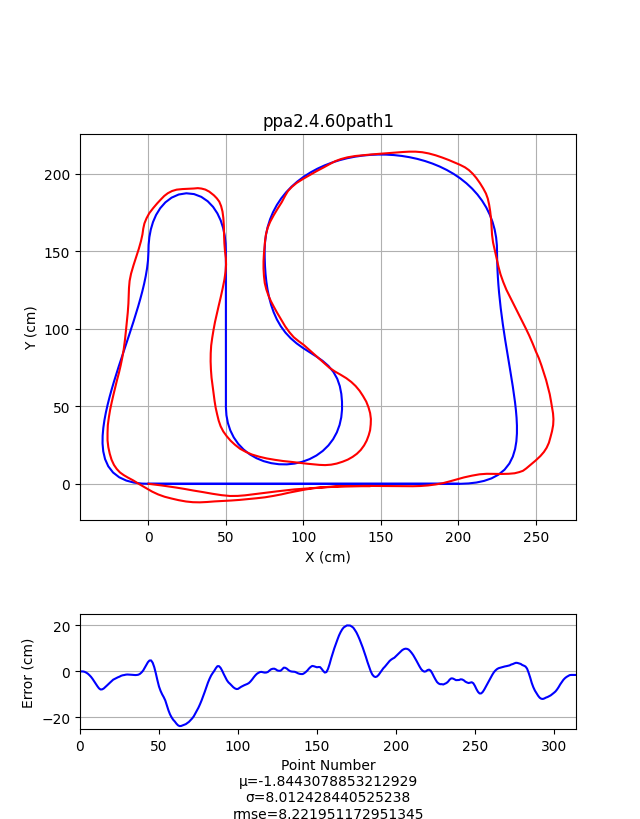 ppa2.4.60path1
200
150
100
50
0
Y (cm)
0 50 100 150 200 250
X (cm)
20
0
−20
Error (cm)
0 50 100 150 200 250 300
Point Number
μ=-1.8443078853212929
σ=8.012428440525238
rmse=8.221951172951345